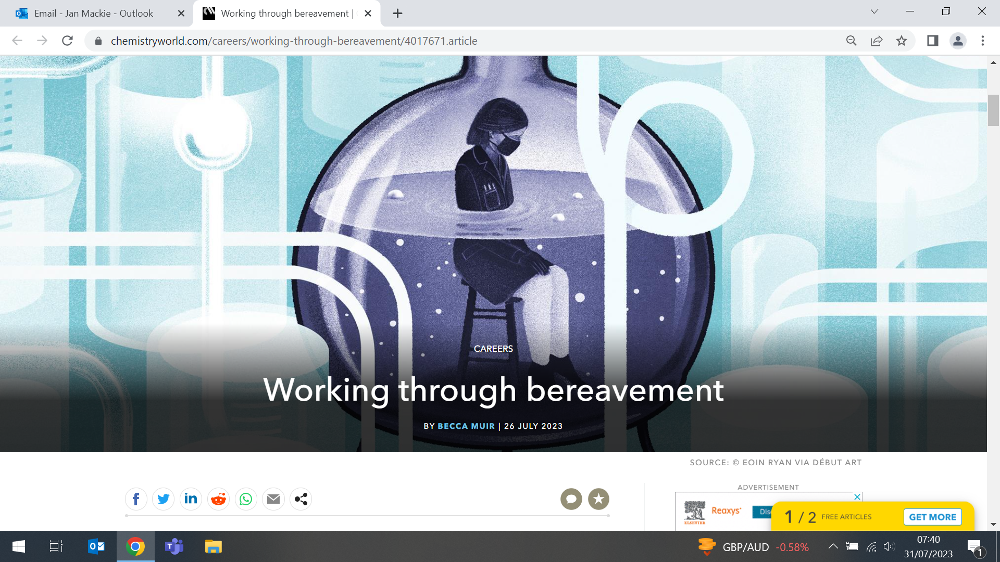 Email - Jan Mackie - Outlook
Working through bereavement |
chemistryworld.com/careers/working-through-bereavement/4017671.article
CAREERS
Working through bereavement
BY BECCA MUIR | 26 JULY 2023
SOURCE: © EOIN RYAN VIA DÉBUT ART
ADVERTISEMENT
ELSEVIER
Reaxys
1 / 2 FREE ARTICLES
GET MORE
GBP/AUD -0.58%
07:40
31/07/2023
1